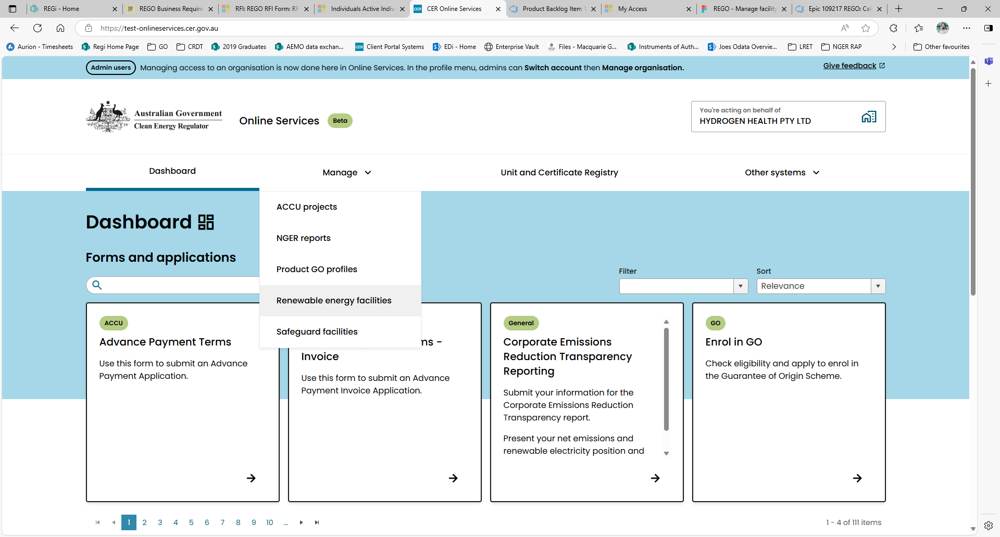 REGi - Home
REGO Business Require
RFI: REGO RFI Form: RF
Individuals Active Indiv
CER Online Services
Product Backlog Item 1
My Access
REGO - Manage facility
Epic 109217 REGO: Cal
https://test-onlineservices.cer.gov.au
Aurion - Timesheets
Regi Home Page
GO
CRDT
2019 Graduates
AEMO data exchan...
Client Portal Systems
EDi - Home
Enterprise Vault
Files - Macquarie G...
Instruments of Auth...
Joes Odata Overvie...
LRET
NGER RAP
Other favourites
Admin users
Managing access to an organisation is now done here in Online Services. In the profile menu, admins can Switch account then Manage organisation.
Give feedback
Australian Government
Clean Energy Regulator
Online Services
Beta
You're acting on behalf of
HYDROGEN HEALTH PTY LTD
Dashboard
Manage
Unit and Certificate Registry
Other systems
ACCU projects
NGER reports
Product GO profiles
Renewable energy facilities
Safeguard facilities
Dashboard
Forms and applications
Filter
Sort
Relevance
ACCU
Advance Payment Terms
Use this form to submit an Advance
Payment Application.
ms -
Invoice
Use this form to submit an Advance
Payment Invoice Application.
General
Corporate Emissions
Reduction Transparency
Reporting
Submit your information for the
Corporate Emissions Reduction
Transparency report.
Present your net emissions and
renewable electricity position and
GO
Enrol in GO
Check eligibility and apply to enrol in
the Guarantee of Origin Scheme.
1 2 3 4 5 6 7 8 9 10 ...
1 - 4 of 111 items